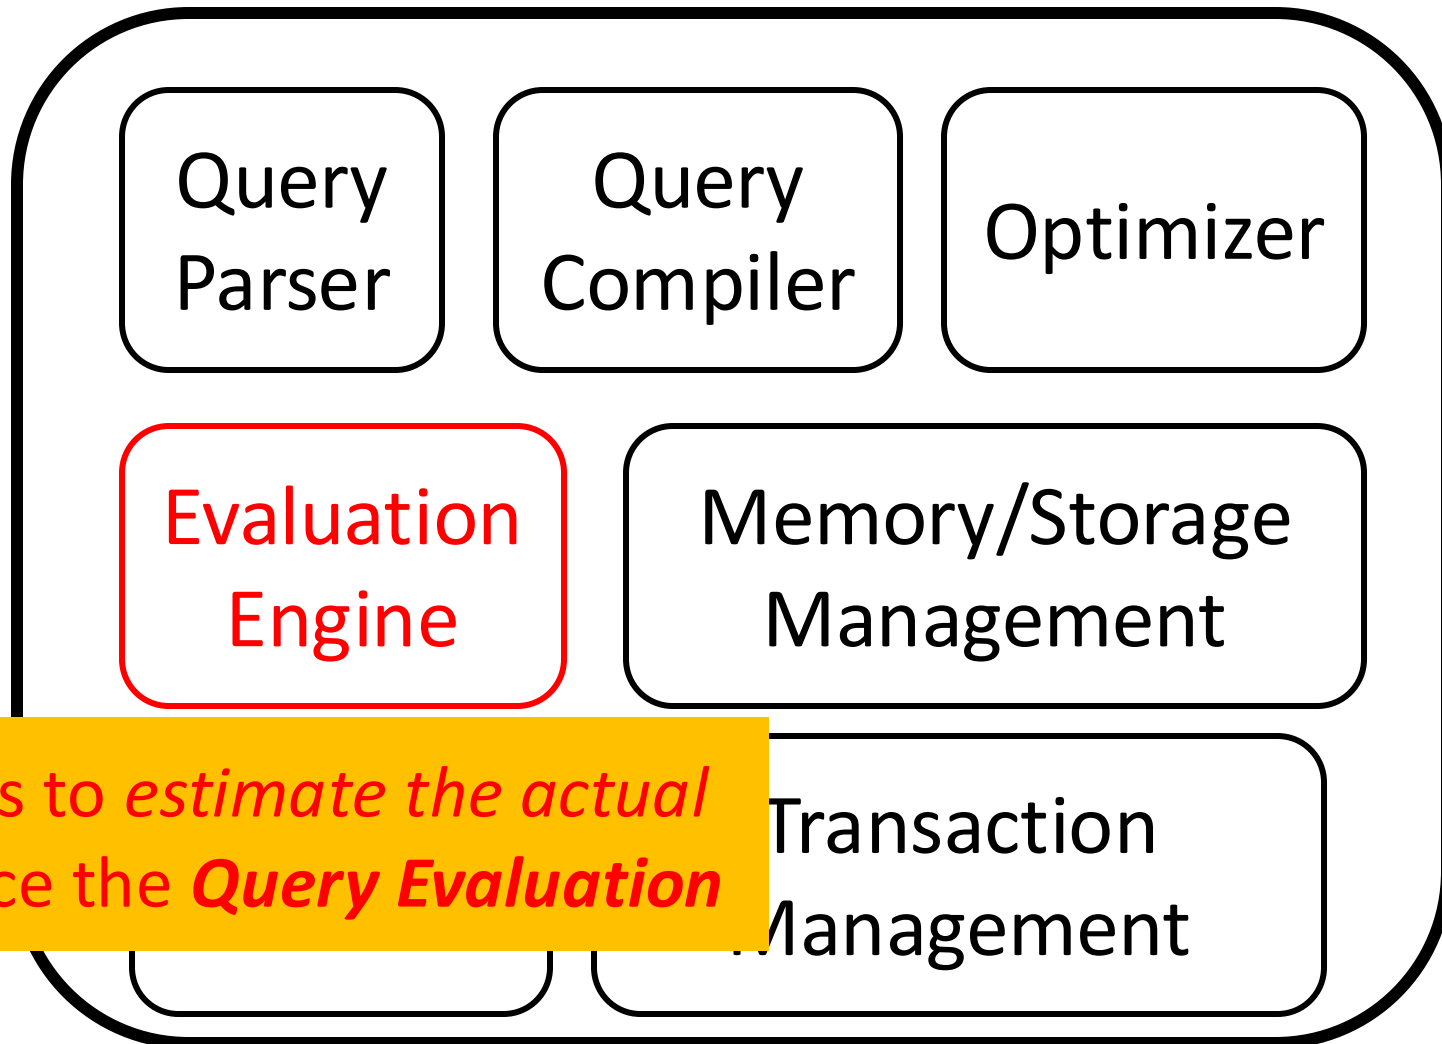 Query
Parser
Query
Compiler
Optimizer
Evaluation
Engine
Memory/Storage
Management
s to estimate the actual
ce the Query Evaluation
Transaction
Management